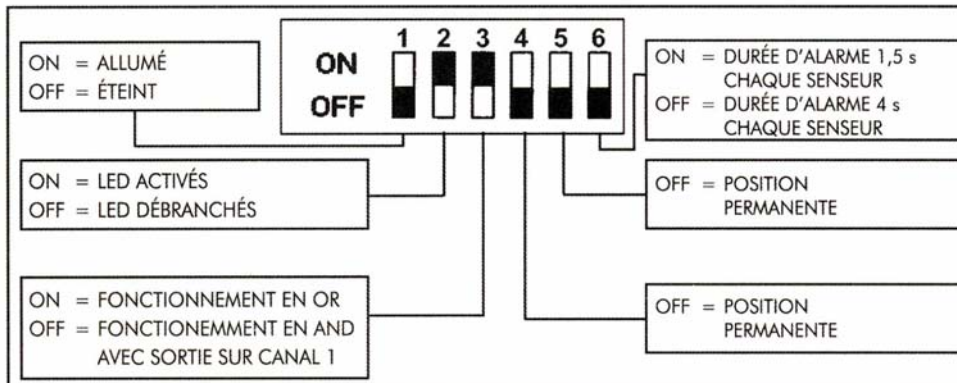 1 2 3 4 5 6
ON
OFF
ON = ALLUMÉ
OFF = ÉTEINT
ON = LED ACTIVÉS
OFF = LED DÉBRANCHÉS
ON = FONCTIONNEMENT EN OR
OFF = FONCTIONEMMENT EN AND
AVEC SORTIE SUR CANAL 1
ON = DURÉE D'ALARME 1,5 s
CHAQUE SENSEUR
OFF = DURÉE D'ALARME 4 s
CHAQUE SENSEUR
OFF = POSITION
PERMANENTE
OFF = POSITION
PERMANENTE